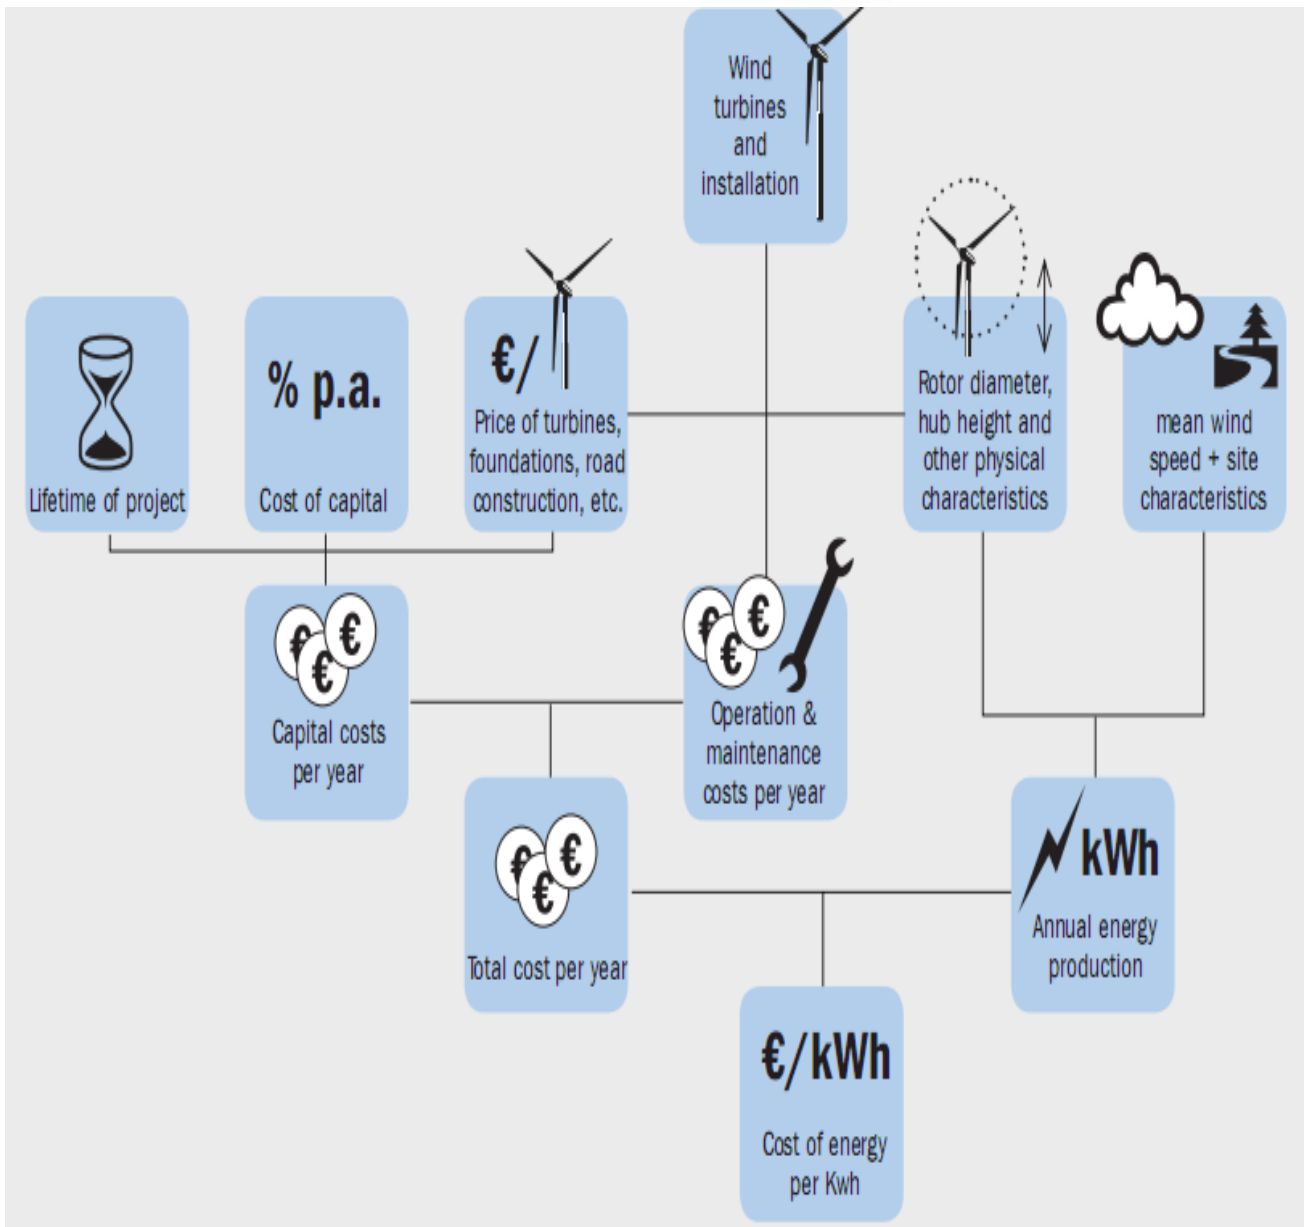 Wind
turbines
and
installation
Lifetime of project
% p.a.
Cost of capital
€/
Price of turbines,
foundations, road
construction, etc.
Rotor diameter,
hub height and
other physical
characteristics
mean wind
speed + site
characteristics
€ € €
Capital costs
per year
€ € €
Operation &
maintenance
costs per year
€ € €
Total cost per year
kWh
Annual energy
production
€/kWh
Cost of energy
per Kwh